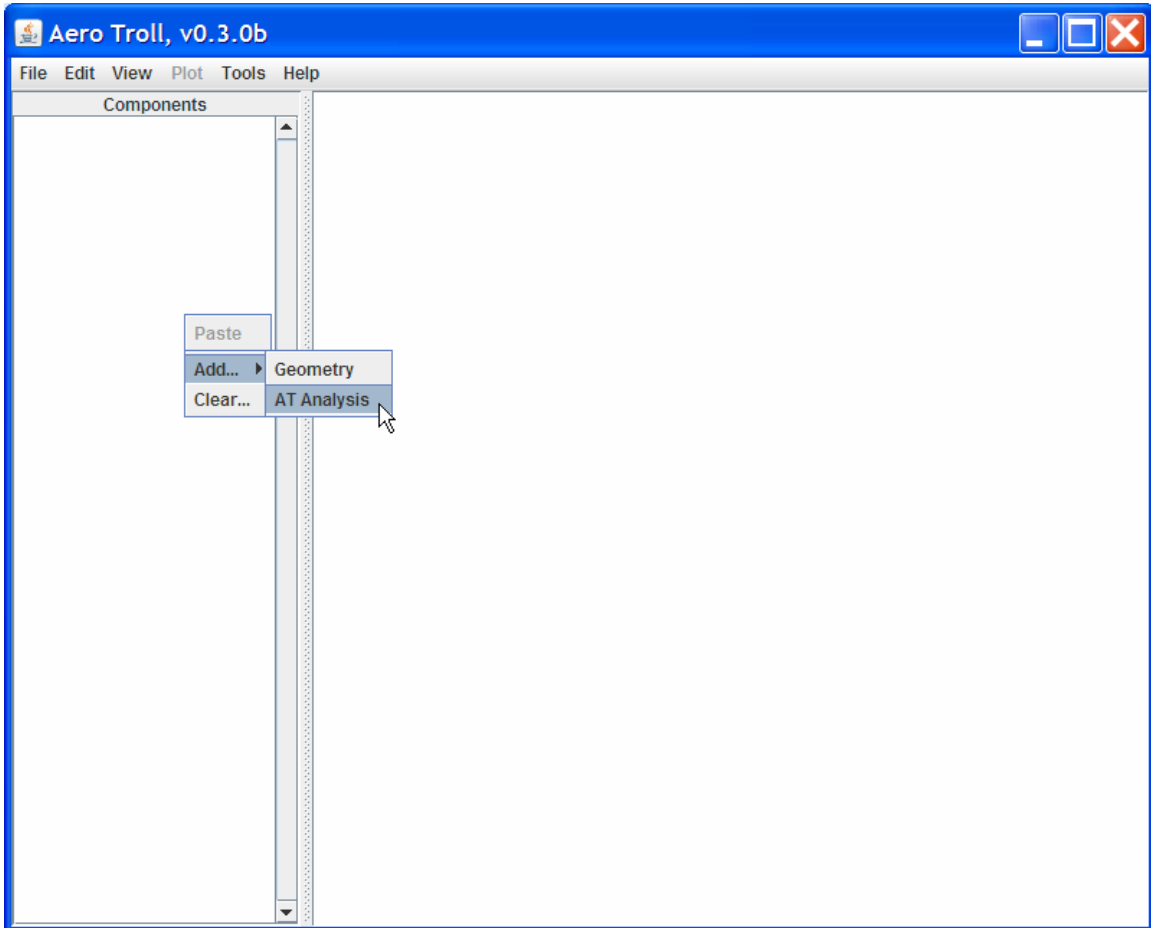 Aero Troll, v0.3.0b
File Edit View Plot Tools Help
Components
Paste
Add... Geometry
Clear... AT Analysis